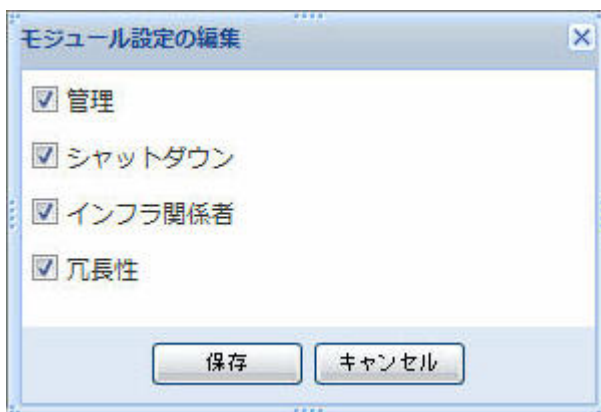 モジュール設定の編集
管理
シャットダウン
インフラ関係者
冗長性
保存 キャンセル